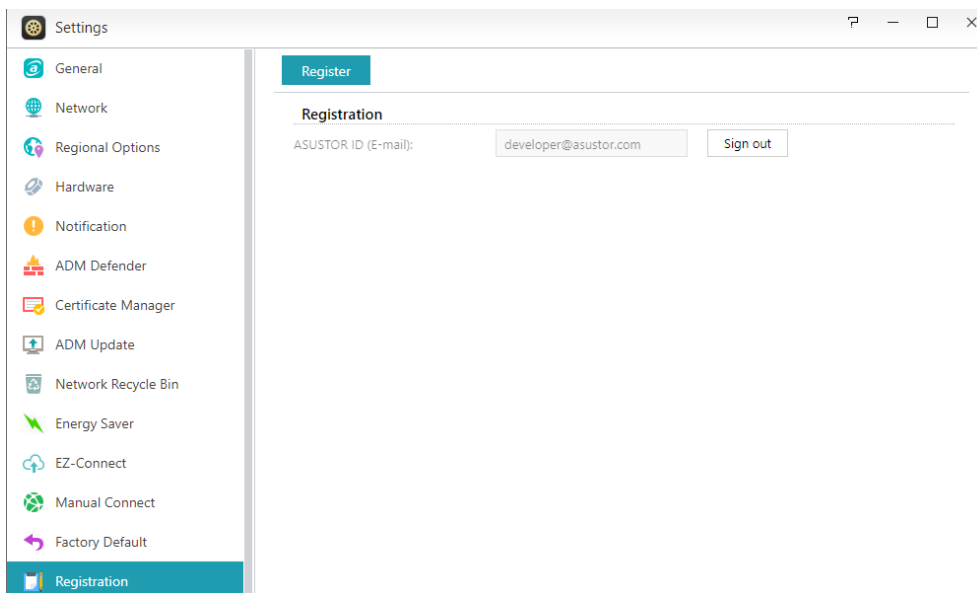 Settings
General
Network
Regional Options
Hardware
Notification
ADM Defender
Certificate Manager
ADM Update
Network Recycle Bin
Energy Saver
EZ-Connect
Manual Connect
Factory Default
Registration
Register
Registration
ASUSTOR ID (E-mail): developer@asustor.com Sign out